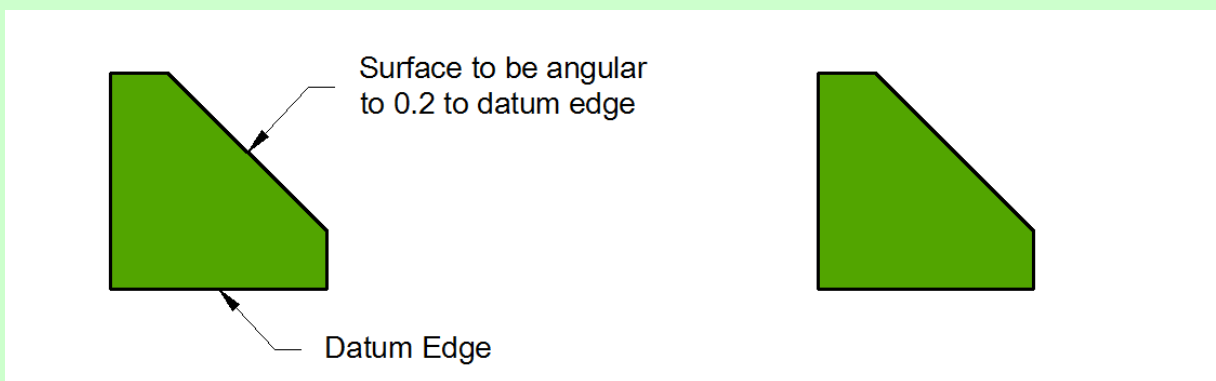 Surface to be angular
to 0.2 to datum edge
Datum Edge